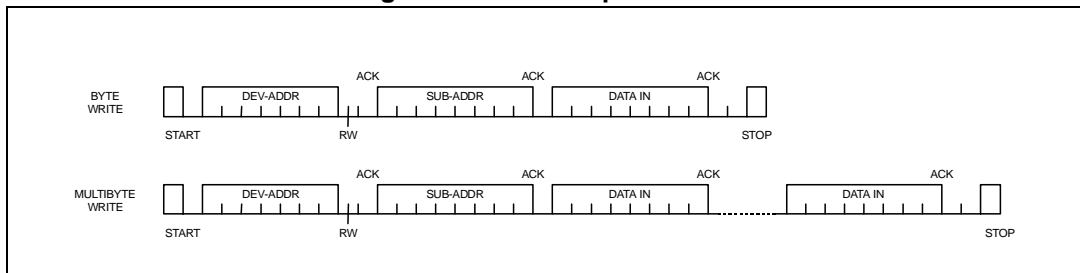 ACK ACK ACK
BYTE
WRITE
DEV-ADDR SUB-ADDR DATA IN
START RW STOP
ACK ACK ACK ACK
MULTIBYTE
WRITE
DEV-ADDR SUB-ADDR DATA IN DATA IN
START RW STOP